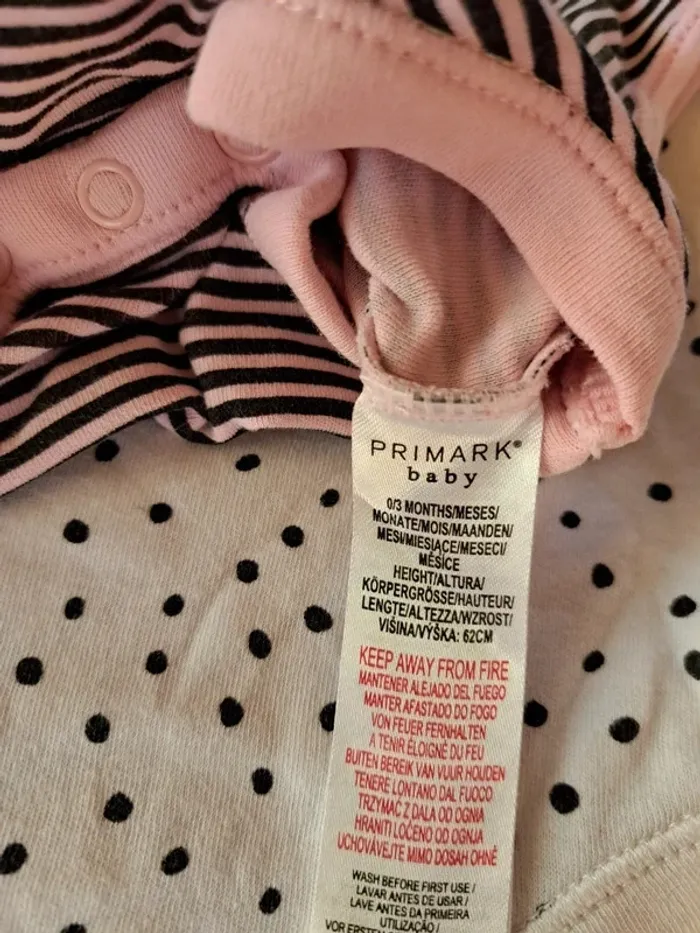 PRIMARK®
baby
0/3 MONTHS/MESES/
MONATE/MOIS/MAANDEN/
MESI/MIESIĄCE/MESECI/
MĚSÍCE
HEIGHT/ALTURA/
KÖRPERGRÖSSE/HAUTEUR/
LENGTE/ALTEZZA/WZROST/
VIŠINA/VÝŠKA: 62CM
KEEP AWAY FROM FIRE
MANTENER ALEJADO DEL FUEGO
MANTER AFASTADO DO FOGO
VON FEUER FERNHALTEN
A TENIR ÉLOIGNÉ DU FEU
BUITEN BEREIK VAN VUUR HOUDEN
TENERE LONTANO DAL FUOCO
TRZYMAĆ Z DALA OD OGNIA
HRANITI LOČENO OD OGNJA
UCHOVÁVEJTE MIMO DOSAH OHNĚ
WASH BEFORE FIRST USE /
LAVAR ANTES DE USAR /
LAVE ANTES DA PRIMEIRA
UTILIZAÇÃO /
VOR ERSTEM